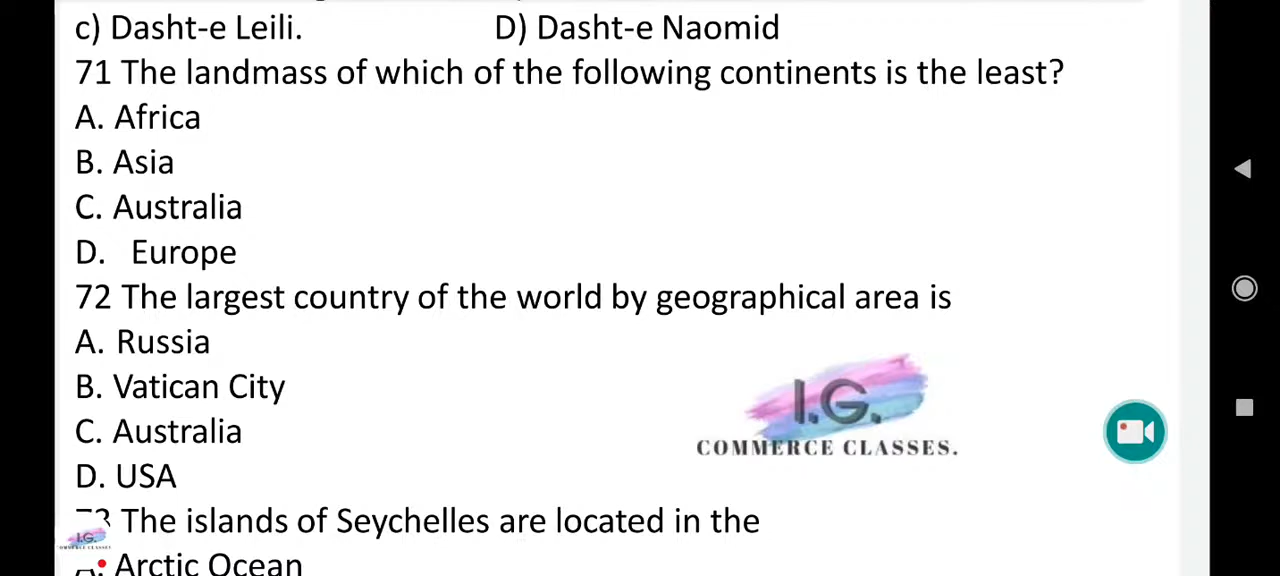 c) Dasht-e Leili. D) Dasht-e Naomid
71 The landmass of which of the following continents is the least?
A. Africa
B. Asia
C. Australia
D. Europe
72 The largest country of the world by geographical area is
A. Russia
B. Vatican City
C. Australia
D. USA
I.G.
COMMERCE CLASSES.
The islands of Seychelles are located in the
I.G.
COMMERCE CLASSES
Arctic Ocean